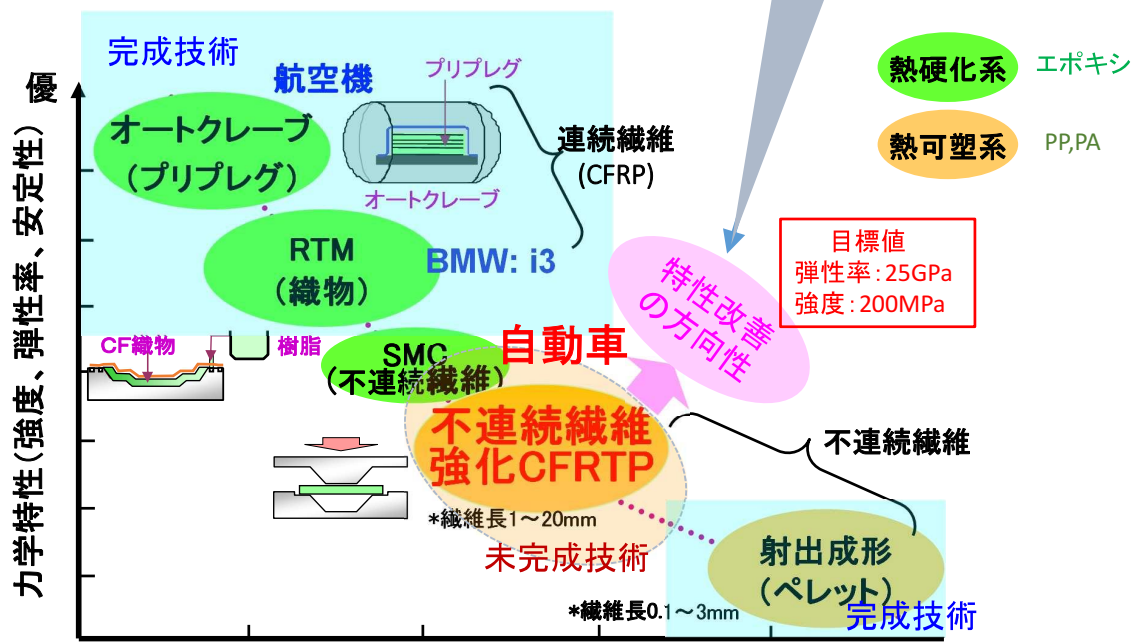 完成技術
航空機
プリプレグ
オートクレーブ
(プリプレグ)
オートクレーブ
連続繊維
(CFRP)
RTM
(織物)
BMW: i3
熱硬化系
エポキシ
熱可塑系
PP,PA
目標値
弾性率:25GPa
強度:200MPa
特性改善
の方向性
CF織物
樹脂
SMC
(不連続繊維)
自動車
不連続繊維
強化CFRTP
*繊維長1~20mm
未完成技術
不連続繊維
射出成形
(ペレット)
完成技術
*繊維長0.1~3mm
優
力学特性(強度、弾性率、安定性)